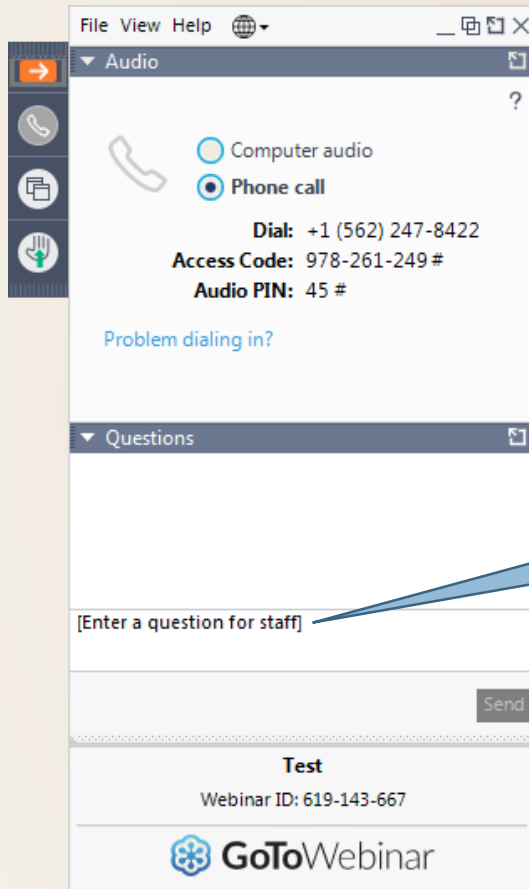 File View Help
Audio
?
Computer audio
Phone call
Dial: +1 (562) 247-8422
Access Code: 978-261-249 #
Audio PIN: 45 #
Problem dialing in?
Questions
[Enter a question for staff]
Send
Test
Webinar ID: 619-143-667
GoToWebinar